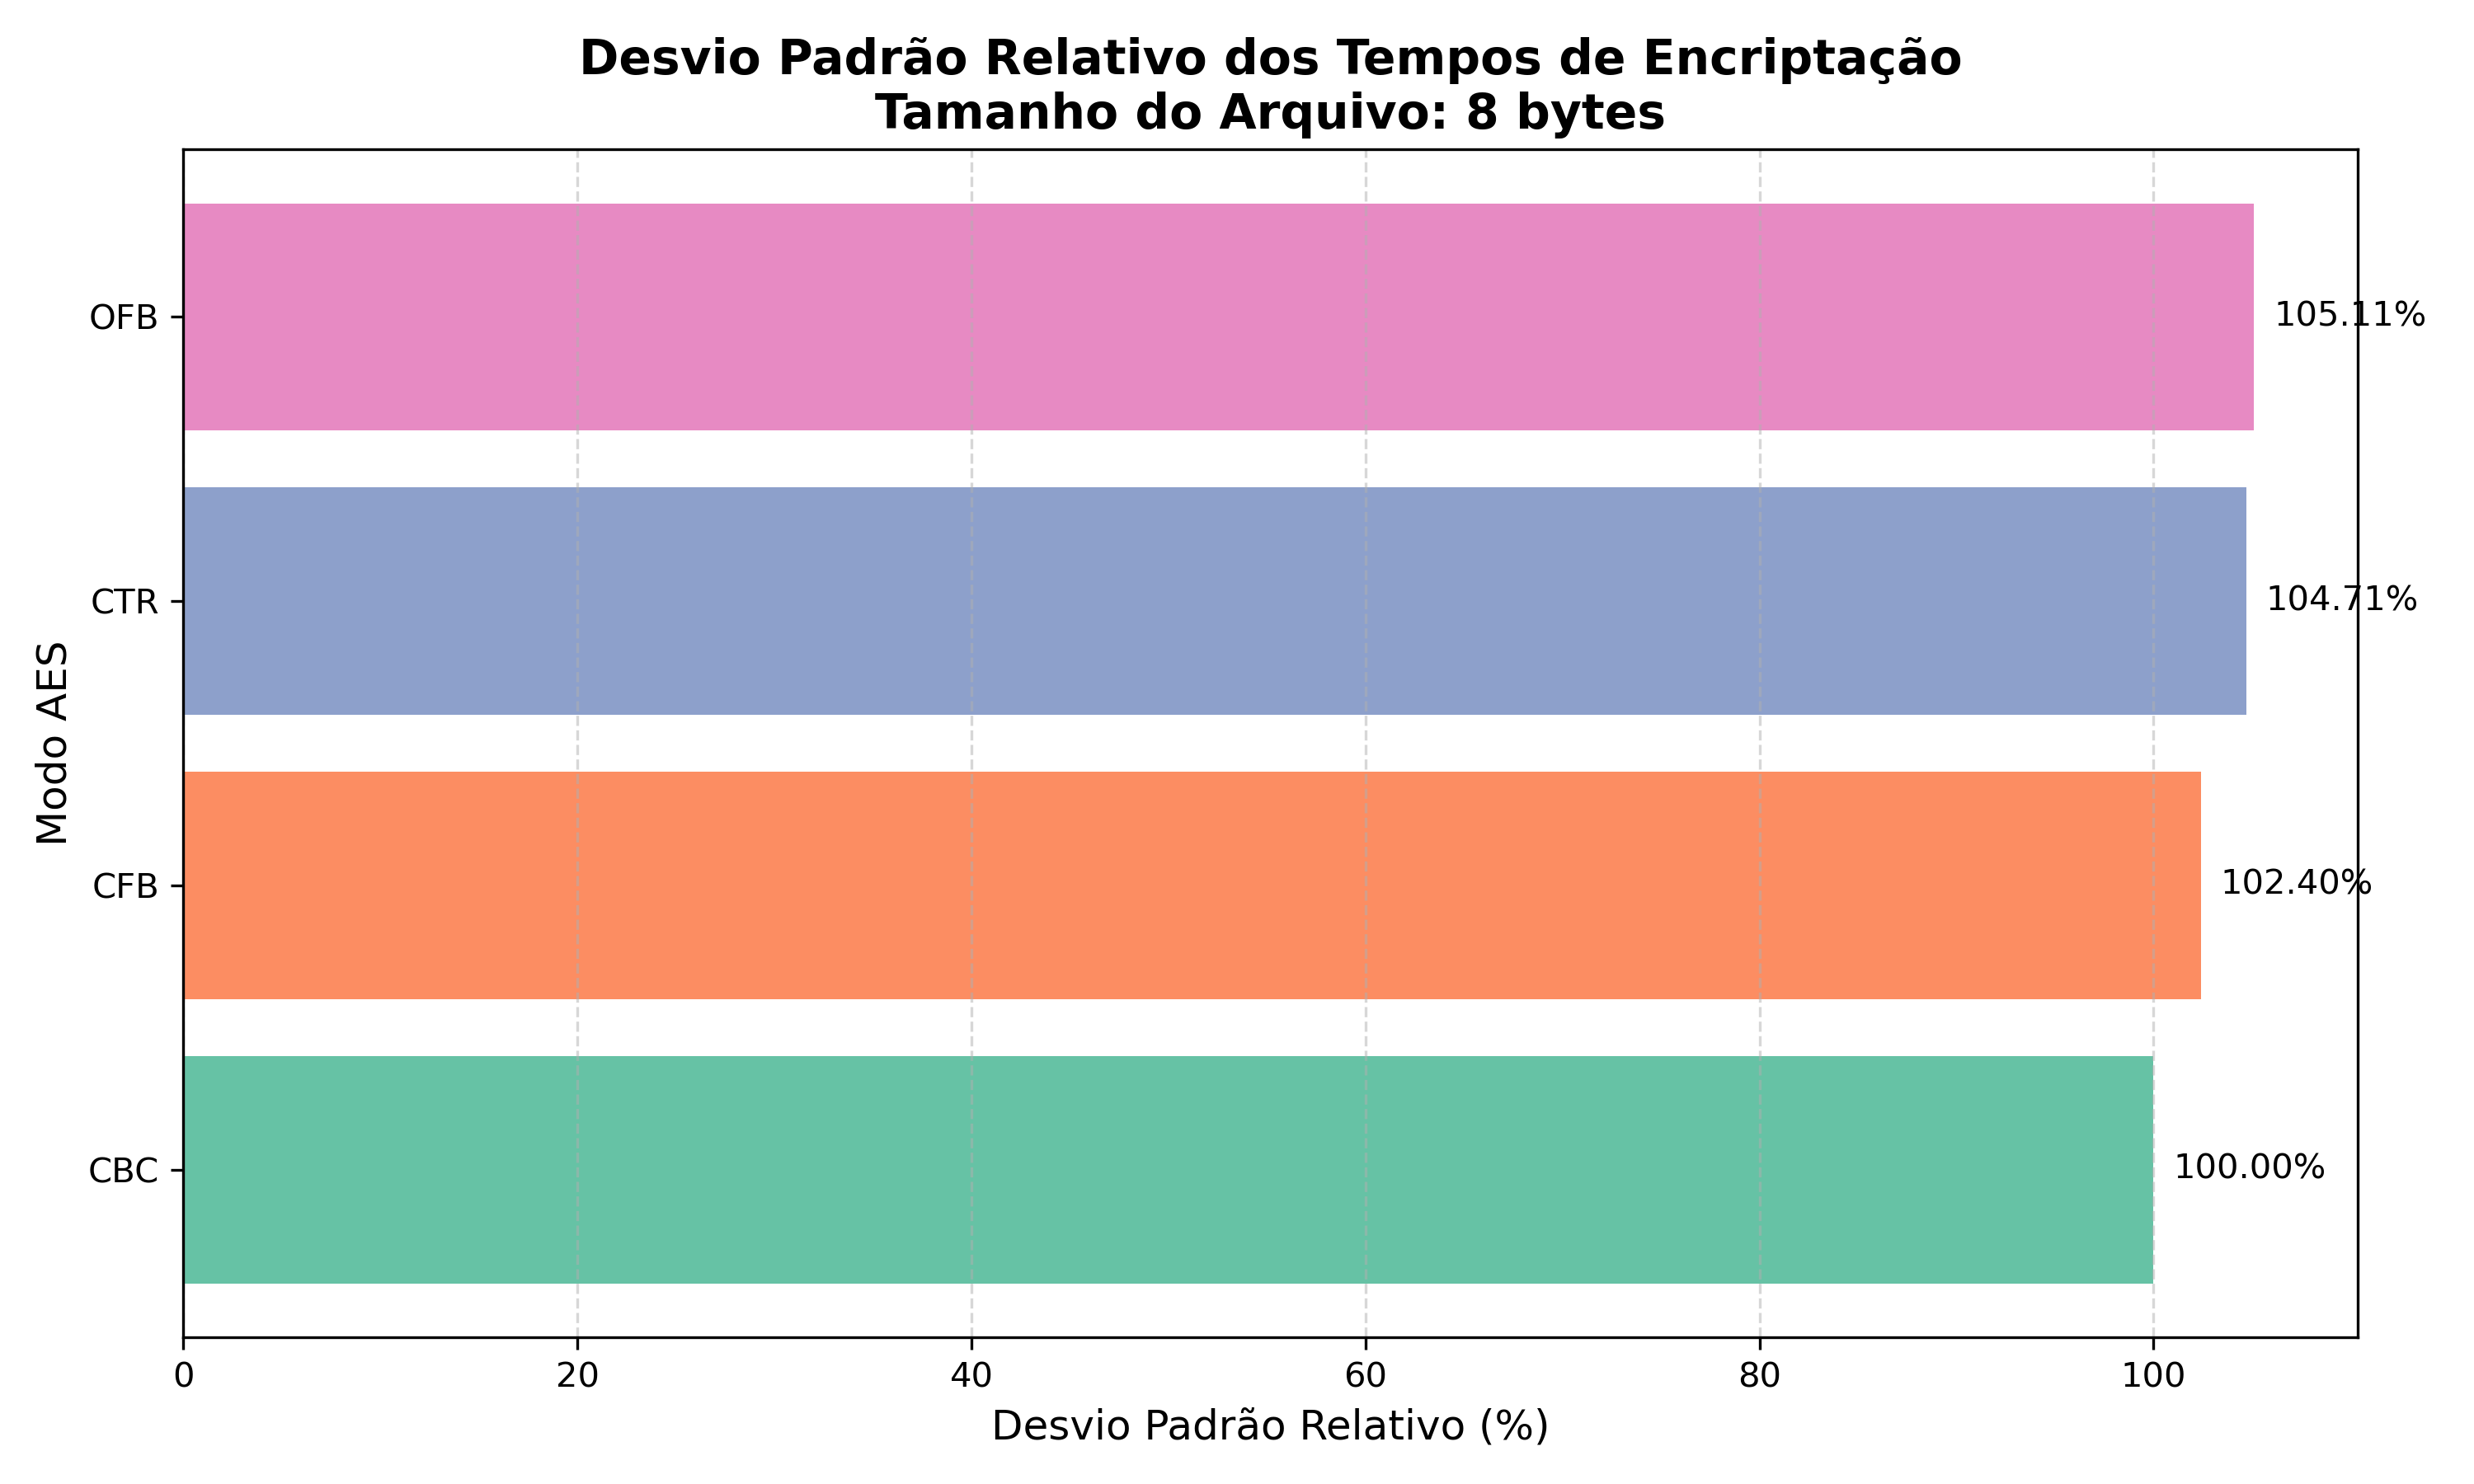 Desvio Padrão Relativo dos Tempos de Encriptação
Tamanho do Arquivo: 8 bytes
OFB
105.11%
CTR
104.71%
CFB
102.40%
CBC
100.00%
Modo AES
0
20
40
60
80
100
Desvio Padrão Relativo (%)